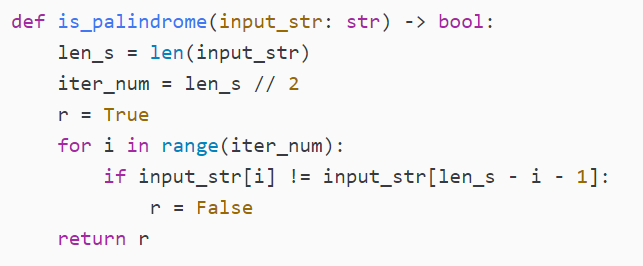 def is_palindrome(input_str: str) -> bool:
    len_s = len(input_str)
    iter_num = len_s // 2
    r = True
    for i in range(iter_num):
        if input_str[i] != input_str[len_s - i - 1]:
            r = False
    return r